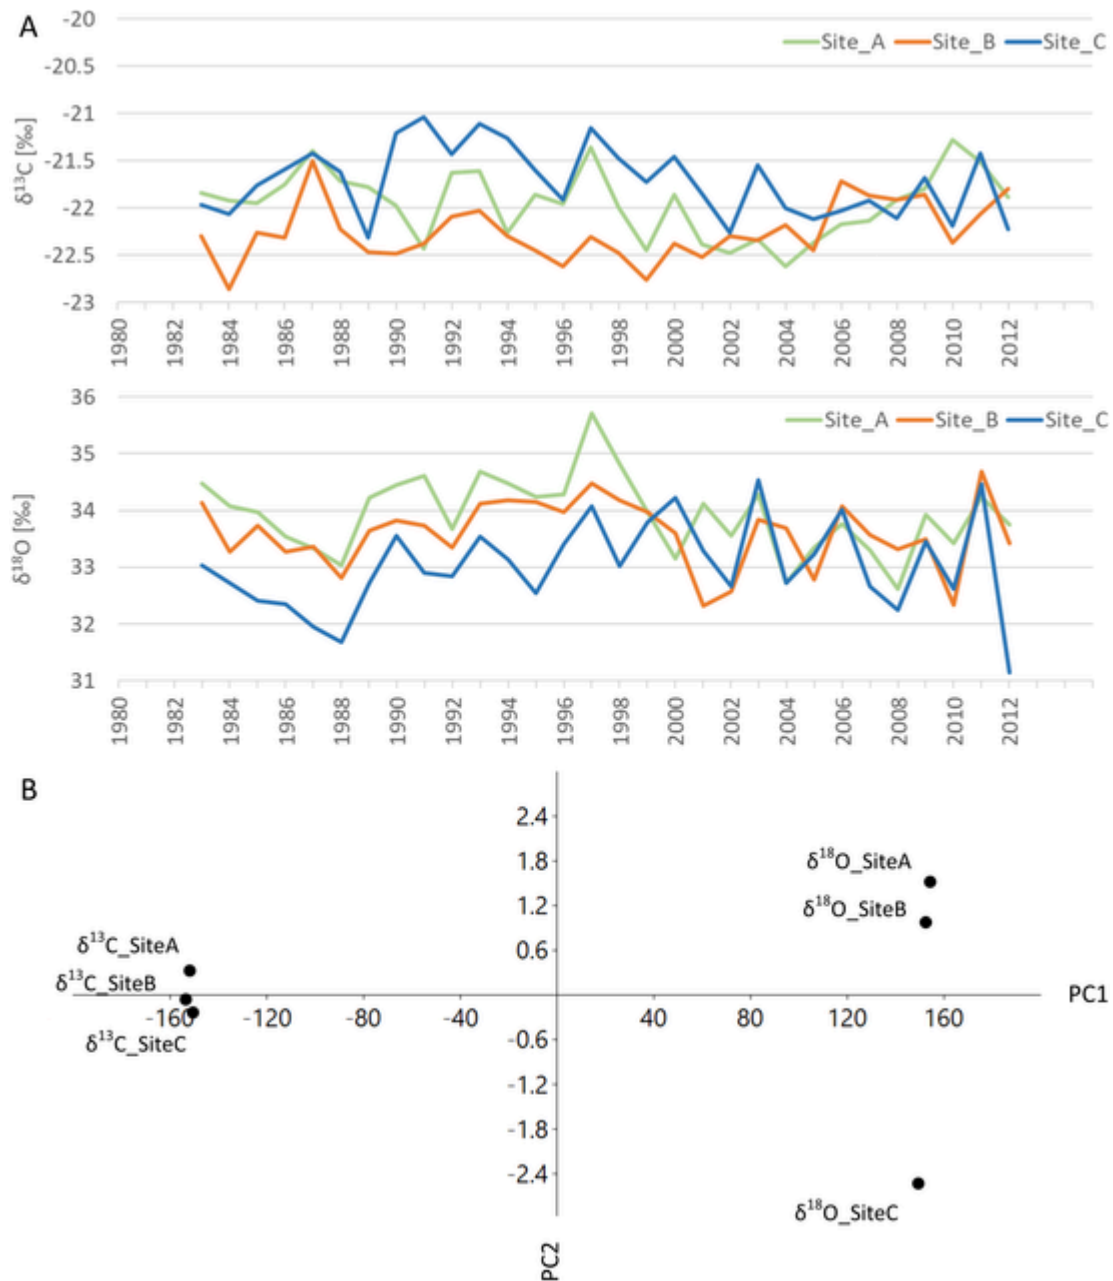 A
-20
Site_A Site_B Site_C
-20.5
-21
-21.5
-22
-22.5
-23
δ¹³C [‰]
1980 1982 1984 1986 1988 1990 1992 1994 1996 1998 2000 2002 2004 2006 2008 2010 2012
36
Site_A Site_B Site_C
35
34
33
32
31
δ¹⁸O [‰]
1980 1982 1984 1986 1988 1990 1992 1994 1996 1998 2000 2002 2004 2006 2008 2010 2012
B
2.4
1.8
δ¹⁸O_SiteA
1.2
δ¹⁸O_SiteB
0.6
δ¹³C_SiteA
δ¹³C_SiteB
PC1
-160 -120 -80 -40 40 80 120 160
δ¹³C_SiteC
-0.6
-1.2
-1.8
-2.4
δ¹⁸O_SiteC
PC2